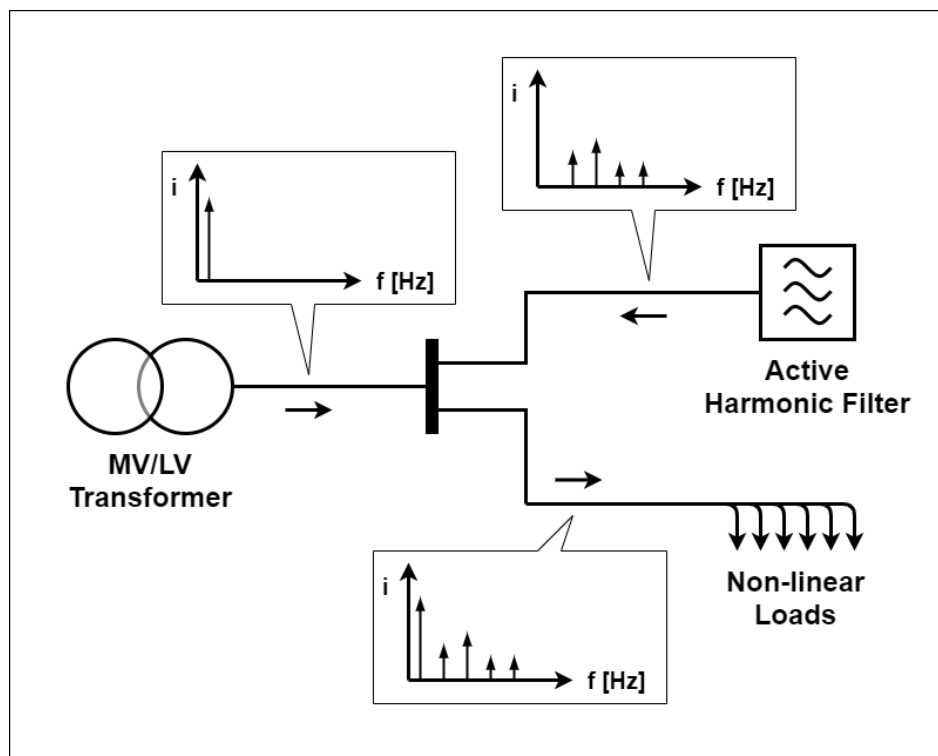 i
f [Hz]
i
f [Hz]
Active
Harmonic Filter
MV/LV
Transformer
i
f [Hz]
Non-linear
Loads